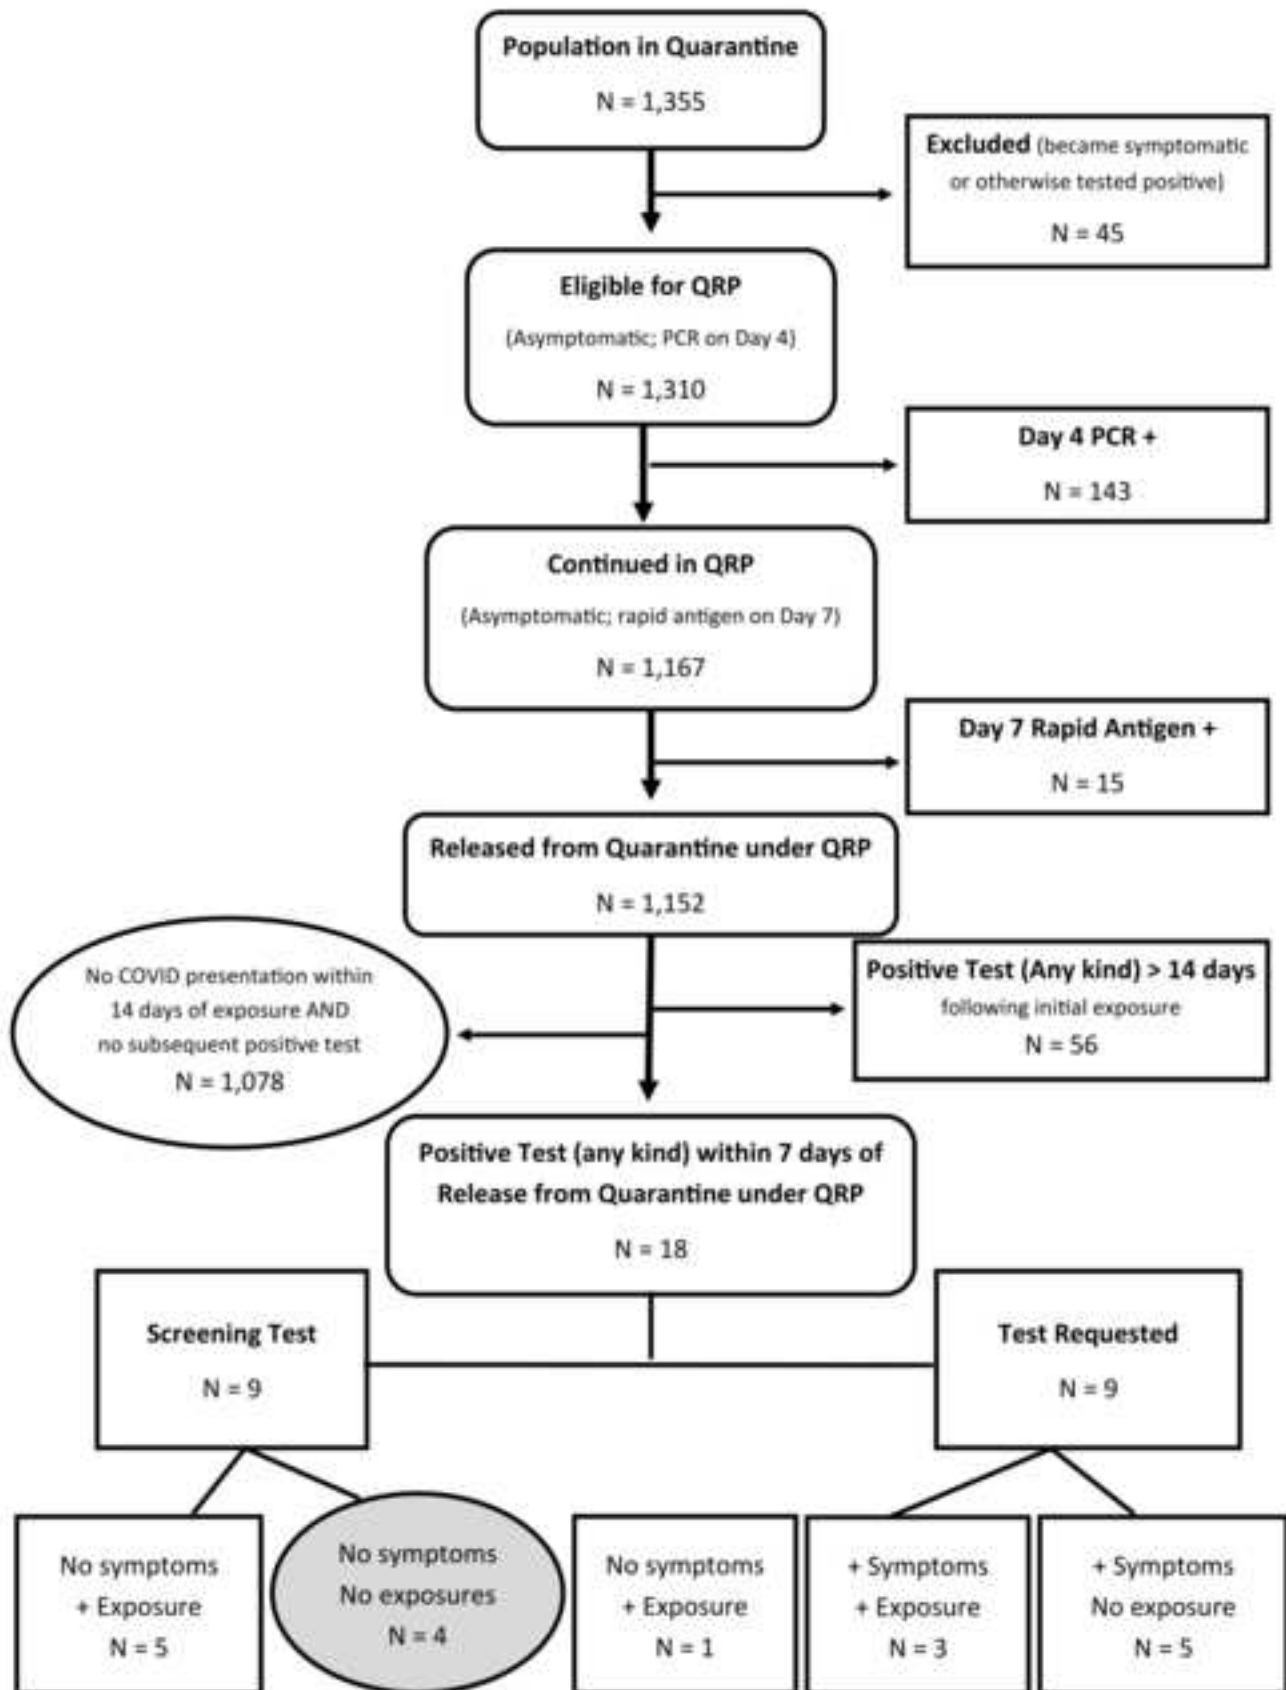 Population in Quarantine
N = 1,355
Excluded (became symptomatic
or otherwise tested positive)
N = 45
Eligible for QRP
(Asymptomatic; PCR on Day 4)
N = 1,310
Day 4 PCR +
N = 143
Continued in QRP
(Asymptomatic; rapid antigen on Day 7)
N = 1,167
Day 7 Rapid Antigen +
N = 15
Released from Quarantine under QRP
N = 1,152
No COVID presentation within
14 days of exposure AND
no subsequent positive test
N = 1,078
Positive Test (Any kind) > 14 days
following initial exposure
N = 56
Positive Test (any kind) within 7 days of
Release from Quarantine under QRP
N = 18
Screening Test
N = 9
Test Requested
N = 9
No symptoms
+ Exposure
N = 5
No symptoms
No exposures
N = 4
No symptoms
+ Exposure
N = 1
+ Symptoms
+ Exposure
N = 3
+ Symptoms
No exposure
N = 5